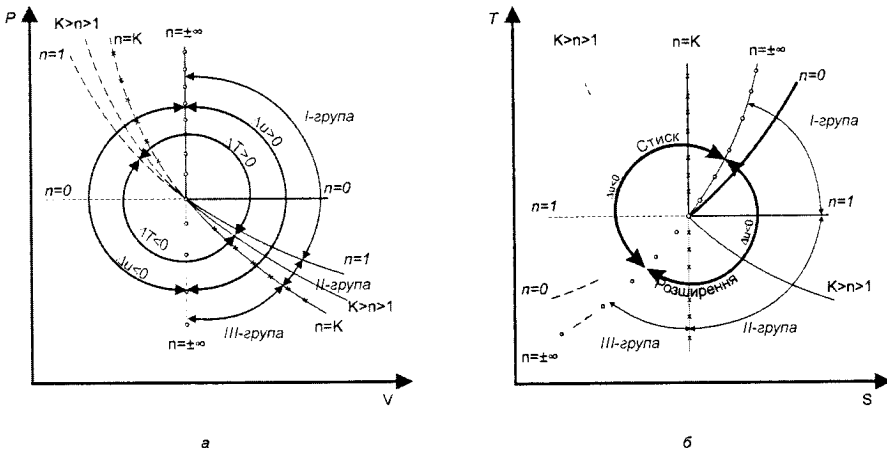 P
K>n>1
n=K
n=±∞
n=1
I-група
Δu>0
ΔT>0
n=0
n=0
ΔT<0
Δu<0
n=1
II-група
K>n>1
n=K
III-група
n=±∞
V
а
T
K>n>1
n=K
n=±∞
n=0
I-група
Стиск
Δu<0
n=1
n=1
Δu<0
Розширення
n=0
K>n>1
II-група
III-група
n=±∞
S
б